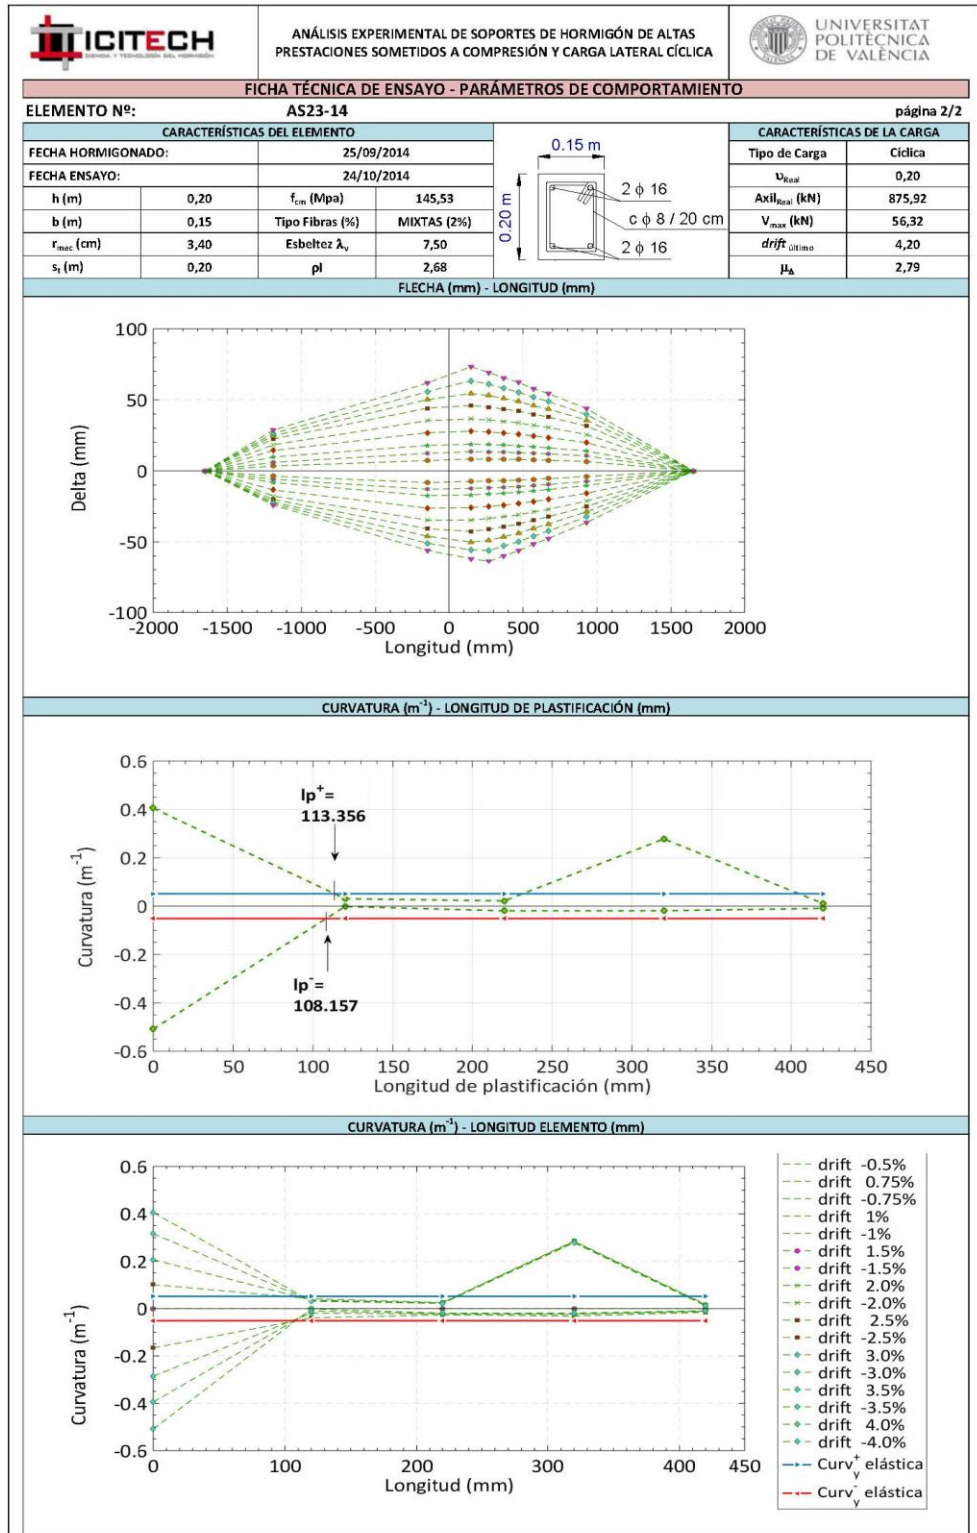 ICITECH
CIENCIA Y TECNOLOGÍA DEL HORMIGÓN
ANÁLISIS EXPERIMENTAL DE SOPORTES DE HORMIGÓN DE ALTAS
PRESTACIONES SOMETIDOS A COMPRESIÓN Y CARGA LATERAL CÍCLICA
UNIVERSITAT
POLITÈCNICA
DE VALÈNCIA
FICHA TÉCNICA DE ENSAYO - PARÁMETROS DE COMPORTAMIENTO
ELEMENTO Nº: AS23-14 página 2/2
CARACTERÍSTICAS DEL ELEMENTO
FECHA HORMIGONADO: 25/09/2014
FECHA ENSAYO: 24/10/2014
h (m) 0,20 fcm (Mpa) 145,53
b (m) 0,15 Tipo Fibras (%) MIXTAS (2%)
rmec (cm) 3,40 Esbeltez λv 7,50
st (m) 0,20 ρl 2,68
0.15 m
0.20 m
2 ϕ 16
c ϕ 8 / 20 cm
2 ϕ 16
CARACTERÍSTICAS DE LA CARGA
Tipo de Carga Cíclica
υReal 0,20
AxilReal (kN) 875,92
Vmax (kN) 56,32
drift último 4,20
μΔ 2,79
FLECHA (mm) - LONGITUD (mm)
Delta (mm)
100
50
0
-50
-100
-2000 -1500 -1000 -500 0 500 1000 1500 2000
Longitud (mm)
CURVATURA (m⁻¹) - LONGITUD DE PLASTIFICACIÓN (mm)
Curvatura (m⁻¹)
0.6
0.4
0.2
0
-0.2
-0.4
-0.6
lp⁺=
113.356
lp⁻=
108.157
0 50 100 150 200 250 300 350 400 450
Longitud de plastificación (mm)
CURVATURA (m⁻¹) - LONGITUD ELEMENTO (mm)
Curvatura (m⁻¹)
0.6
0.4
0.2
0
-0.2
-0.4
-0.6
0 100 200 300 400 450
Longitud (mm)
drift -0.5%
drift 0.75%
drift -0.75%
drift 1%
drift -1%
drift 1.5%
drift -1.5%
drift 2.0%
drift -2.0%
drift 2.5%
drift -2.5%
drift 3.0%
drift -3.0%
drift 3.5%
drift -3.5%
drift 4.0%
drift -4.0%
Curv⁺y elástica
Curv⁻y elástica